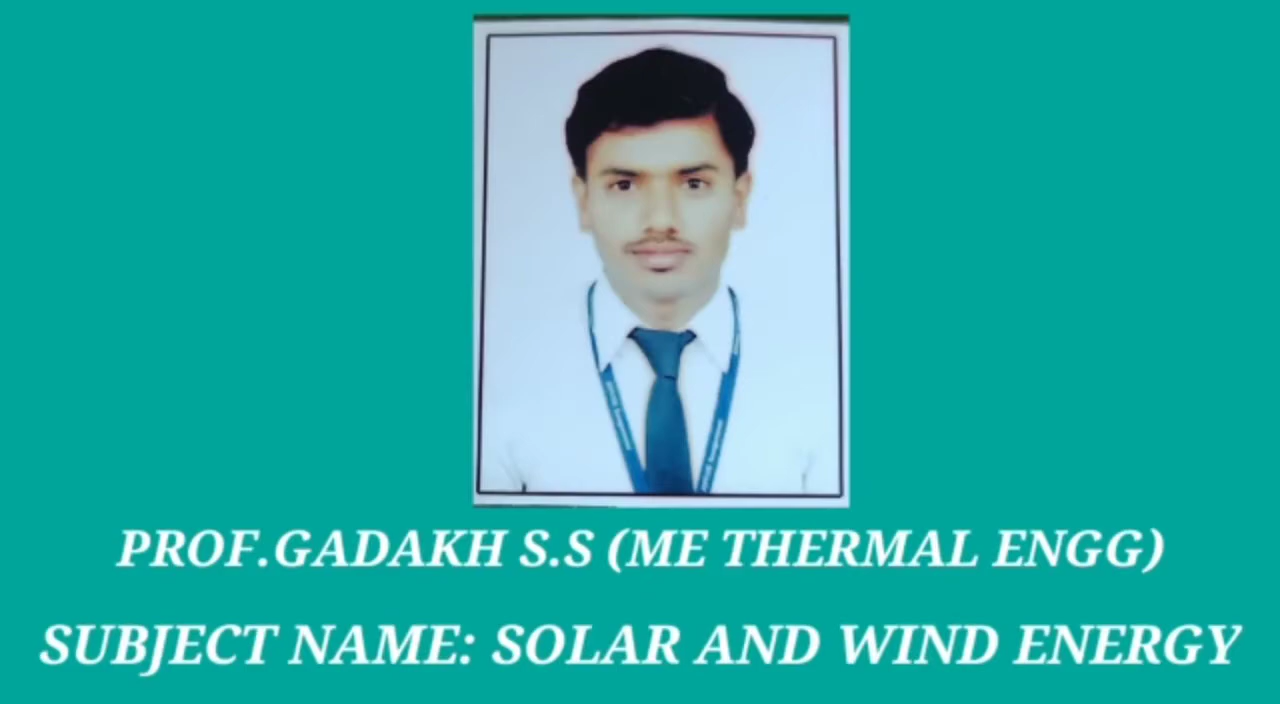 PROF.GADAKH S.S (ME THERMAL ENGG)
SUBJECT NAME: SOLAR AND WIND ENERGY